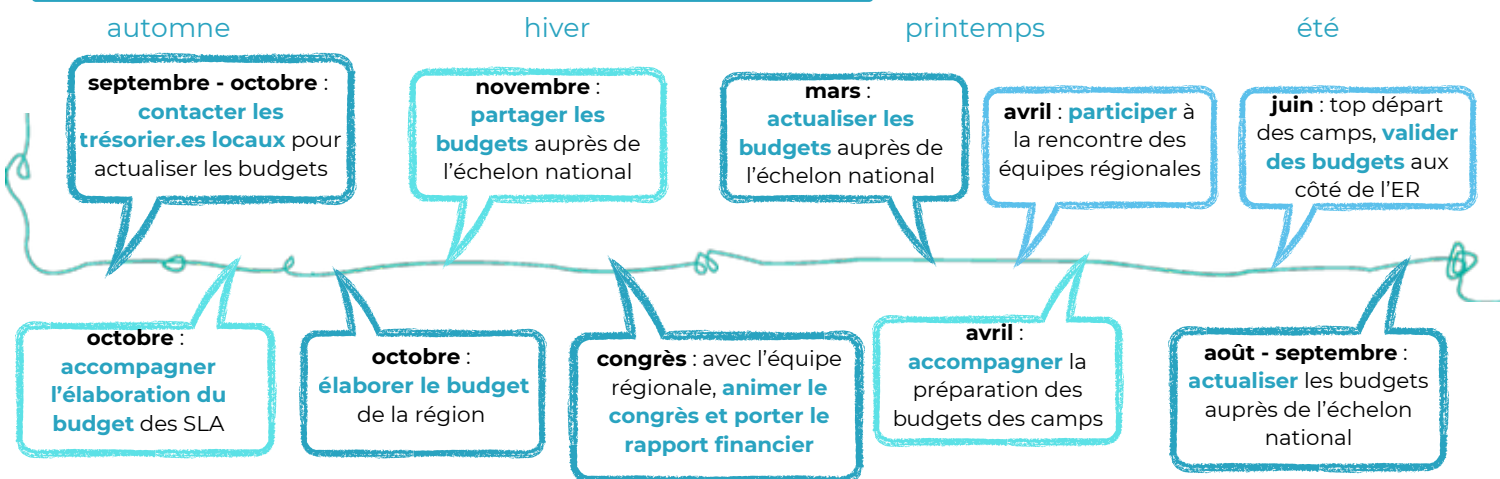 automne
hiver
printemps
été
septembre - octobre :
contacter les
trésorier.es locaux pour
actualiser les budgets
novembre :
partager les
budgets auprès de
l'échelon national
mars :
actualiser les
budgets auprès de
l'échelon national
avril : participer à
la rencontre des
équipes régionales
juin : top départ
des camps, valider
des budgets aux
côté de l'ER
octobre :
accompagner
l'élaboration du
budget des SLA
octobre :
élaborer le budget
de la région
congrès : avec l'équipe
régionale, animer le
congrès et porter le
rapport financier
avril :
accompagner la
préparation des
budgets des camps
août - septembre :
actualiser les budgets
auprès de l'échelon
national